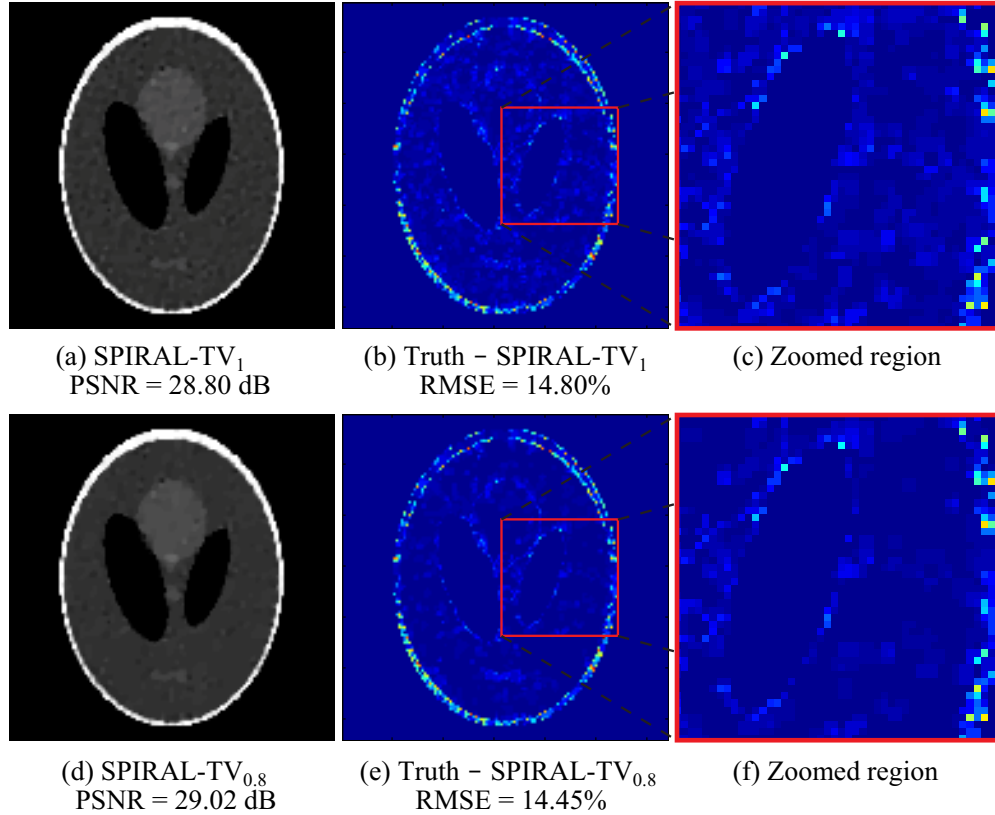 (a) SPIRAL-TV₁
(b) Truth − SPIRAL-TV₁
(c) Zoomed region
PSNR = 28.80 dB
RMSE = 14.80%
(d) SPIRAL-TV₀.₈
(e) Truth − SPIRAL-TV₀.₈
(f) Zoomed region
PSNR = 29.02 dB
RMSE = 14.45%